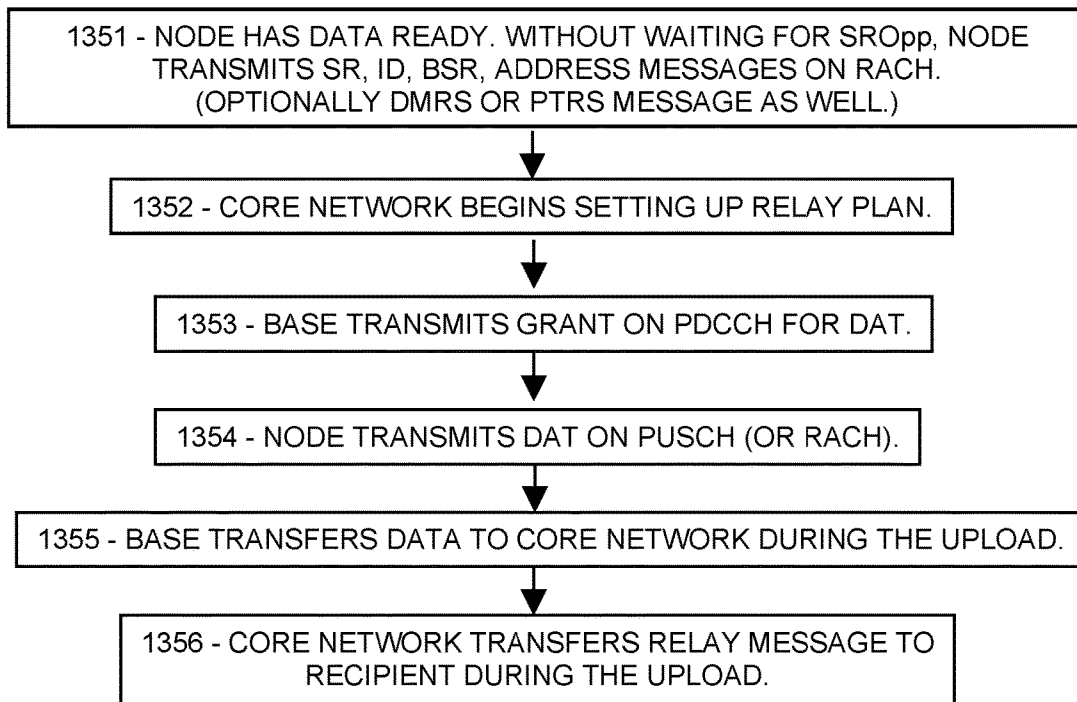 1351 - NODE HAS DATA READY. WITHOUT WAITING FOR SROpp, NODE
TRANSMITS SR, ID, BSR, ADDRESS MESSAGES ON RACH.
(OPTIONALLY DMRS OR PTRS MESSAGE AS WELL.)
1352 - CORE NETWORK BEGINS SETTING UP RELAY PLAN.
1353 - BASE TRANSMITS GRANT ON PDCCH FOR DAT.
1354 - NODE TRANSMITS DAT ON PUSCH (OR RACH).
1355 - BASE TRANSFERS DATA TO CORE NETWORK DURING THE UPLOAD.
1356 - CORE NETWORK TRANSFERS RELAY MESSAGE TO
RECIPIENT DURING THE UPLOAD.